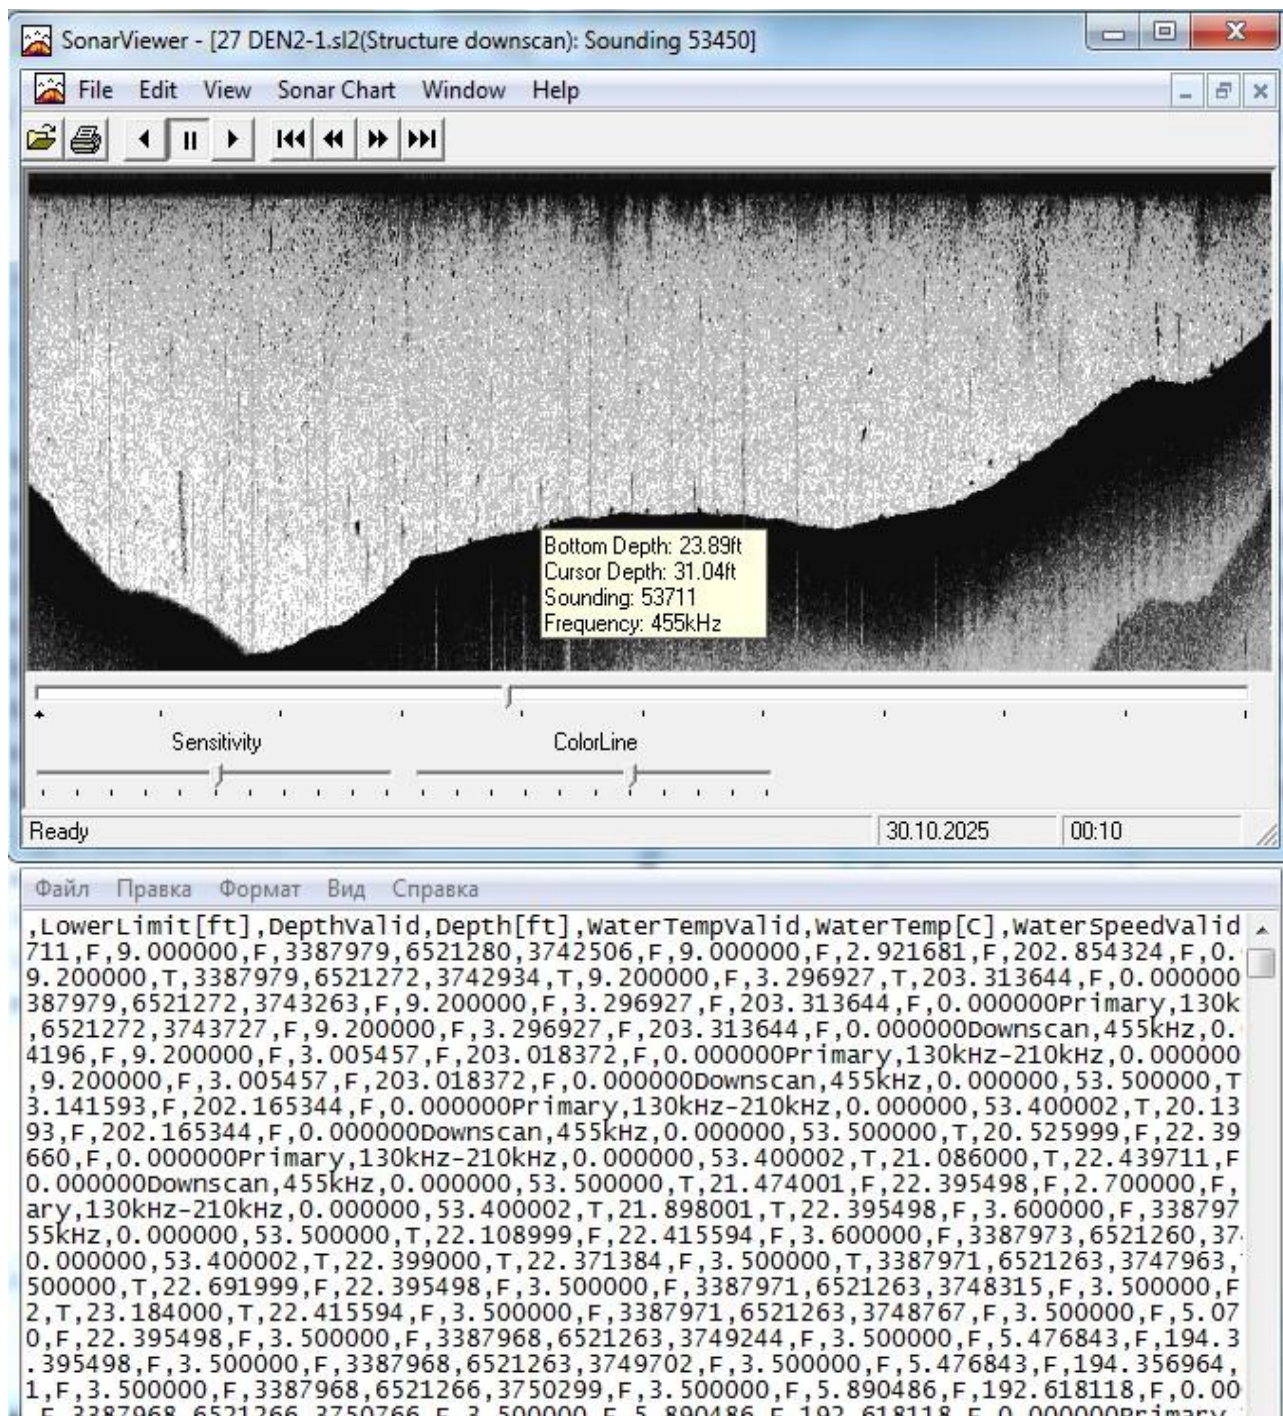 SonarViewer - [27 DEN2-1.sl2(Structure downscan): Sounding 53450]
File Edit View Sonar Chart Window Help
Bottom Depth: 23.89ft
Cursor Depth: 31.04ft
Sounding: 53711
Frequency: 455kHz
Sensitivity ColorLine
Ready 30.10.2025 00:10
Файл Правка Формат Вид Справка
,LowerLimit[ft],DepthValid,Depth[ft],WaterTempValid,WaterTemp[C],WaterSpeedValid
711,F,9.000000,F,3387979,6521280,3742506,F,9.000000,F,2.921681,F,202.854324,F,0.
9.200000,T,3387979,6521272,3742934,T,9.200000,F,3.296927,T,203.313644,F,0.000000
387979,6521272,3743263,F,9.200000,F,3.296927,F,203.313644,F,0.000000Primary,130k
,6521272,3743727,F,9.200000,F,3.296927,F,203.313644,F,0.000000Downscan,455kHz,0.
4196,F,9.200000,F,3.005457,F,203.018372,F,0.000000Primary,130kHz-210kHz,0.000000
,9.200000,F,3.005457,F,203.018372,F,0.000000Downscan,455kHz,0.000000,53.500000,T
3.141593,F,202.165344,F,0.000000Primary,130kHz-210kHz,0.000000,53.400002,T,20.13
93,F,202.165344,F,0.000000Downscan,455kHz,0.000000,53.500000,T,20.525999,F,22.39
660,F,0.000000Primary,130kHz-210kHz,0.000000,53.400002,T,21.086000,T,22.439711,F
0.000000Downscan,455kHz,0.000000,53.500000,T,21.474001,F,22.395498,F,2.700000,F,
ary,130kHz-210kHz,0.000000,53.400002,T,21.898001,T,22.395498,F,3.600000,F,338797
55kHz,0.000000,53.500000,T,22.108999,F,22.415594,F,3.600000,F,3387973,6521260,37
0.000000,53.400002,T,22.399000,T,22.371384,F,3.500000,T,3387971,6521263,3747963,
500000,T,22.691999,F,22.395498,F,3.500000,F,3387971,6521263,3748315,F,3.500000,F
2,T,23.184000,T,22.415594,F,3.500000,F,3387971,6521263,3748767,F,3.500000,F,5.07
0,F,22.395498,F,3.500000,F,3387968,6521263,3749244,F,3.500000,F,5.476843,F,194.3
.395498,F,3.500000,F,3387968,6521263,3749702,F,3.500000,F,5.476843,F,194.356964,
1,F,3.500000,F,3387968,6521266,3750299,F,3.500000,F,5.890486,F,192.618118,F,0.00
,F,3387968,6521266,3750766,F,3.500000,F,5.890486,F,192.618118,F,0.000000Primary,